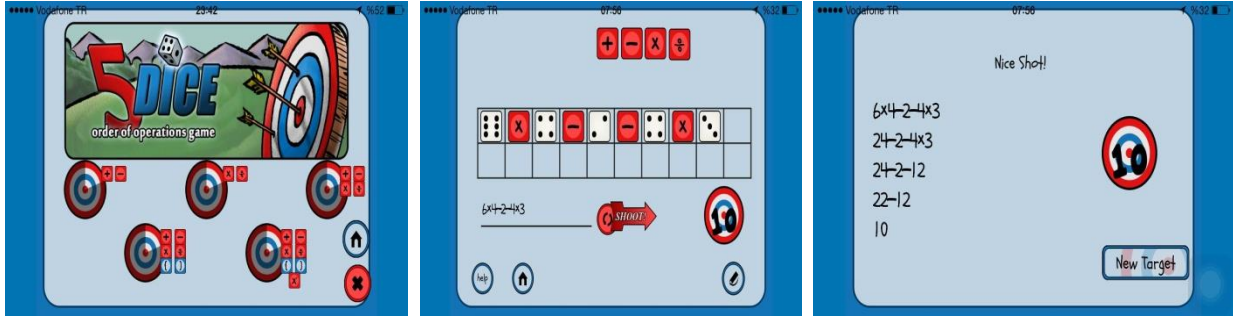 Vodafone TR 23:42 %52
5 DICE
order of operations game
+ −
x ÷
+ −
x ÷
+ −
x ÷
( )
+ −
x ÷
( )
Vodafone TR 07:56 %32
+ − x ÷
x − − x
6x4-2-4x3
SHOOT!
10
help
Vodafone TR 07:56 %32
Nice Shot!
6x4-2-4x3
24-2-4x3
24-2-12
22-12
10
10
New Target